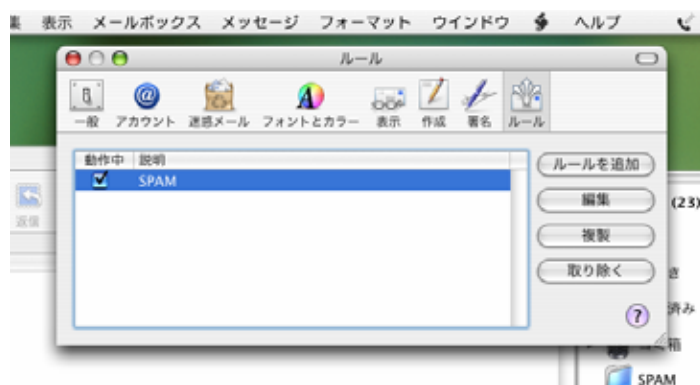 表示 メールボックス メッセージ フォーマット ウインドウ ヘルプ
ルール
一般 アカウント 迷惑メール フォントとカラー 表示 作成 署名 ルール
動作中 説明
SPAM
ルールを追加
編集
複製
取り除く
?
返信
(23)
き
済み
箱
SPAM